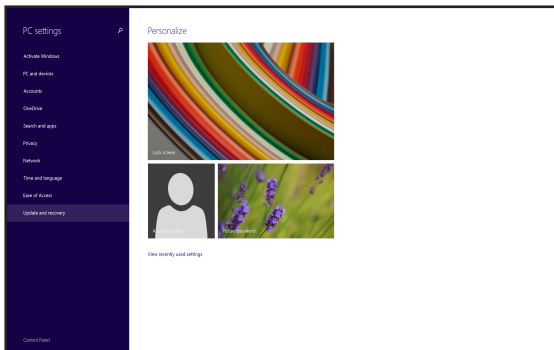 PC settings
Activate Windows
PC and devices
Accounts
OneDrive
Search and apps
Privacy
Network
Time and language
Ease of Access
Update and recovery
Control Panel
Personalize
Lock screen
Account picture
Picture password
View recently used settings